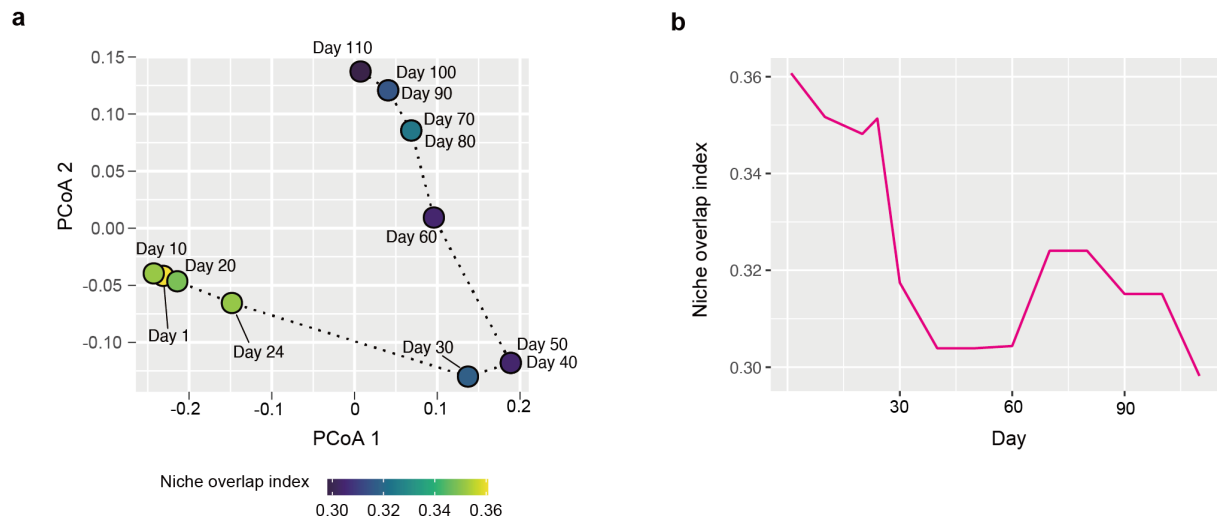 a
Day 110
0.15
Day 100
Day 90
0.10
Day 70
Day 80
0.05
PCoA 2
0.00
Day 60
Day 10
Day 20
-0.05
Day 1
Day 24
-0.10
Day 30
Day 50
Day 40
-0.2
-0.1
0
0.1
0.2
PCoA 1
Niche overlap index
0.30
0.32
0.34
0.36
b
0.36
0.34
0.32
0.30
Niche overlap index
30
60
90
Day